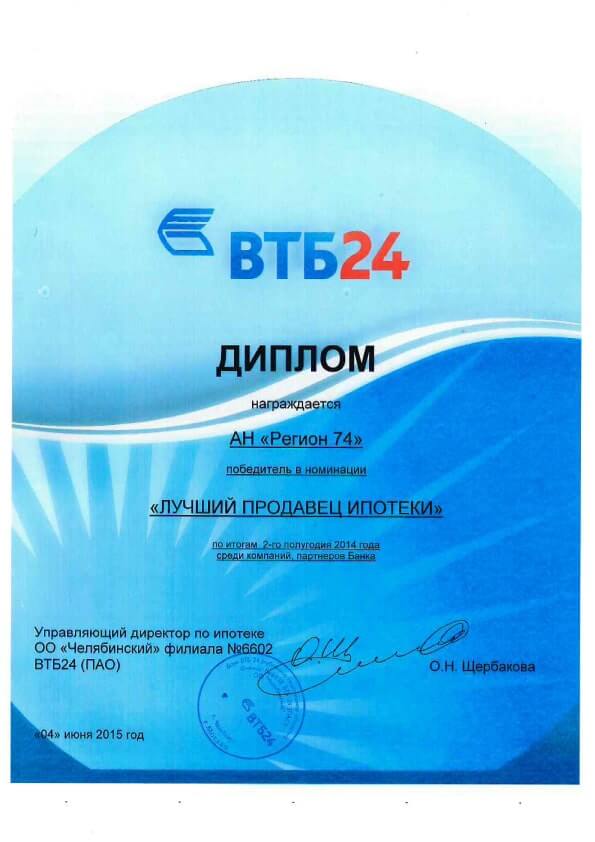 ВТБ24
ДИПЛОМ
награждается
АН «Регион 74»
победитель в номинации
«ЛУЧШИЙ ПРОДАВЕЦ ИПОТЕКИ»
по итогам 2-го полугодия 2014 года
среди компаний, партнеров Банка
Управляющий директор по ипотеке
ОО «Челябинский» филиала №6602
ВТБ24 (ПАО)
О.Н. Щербакова
ВТБ24
«04» июня 2015 год